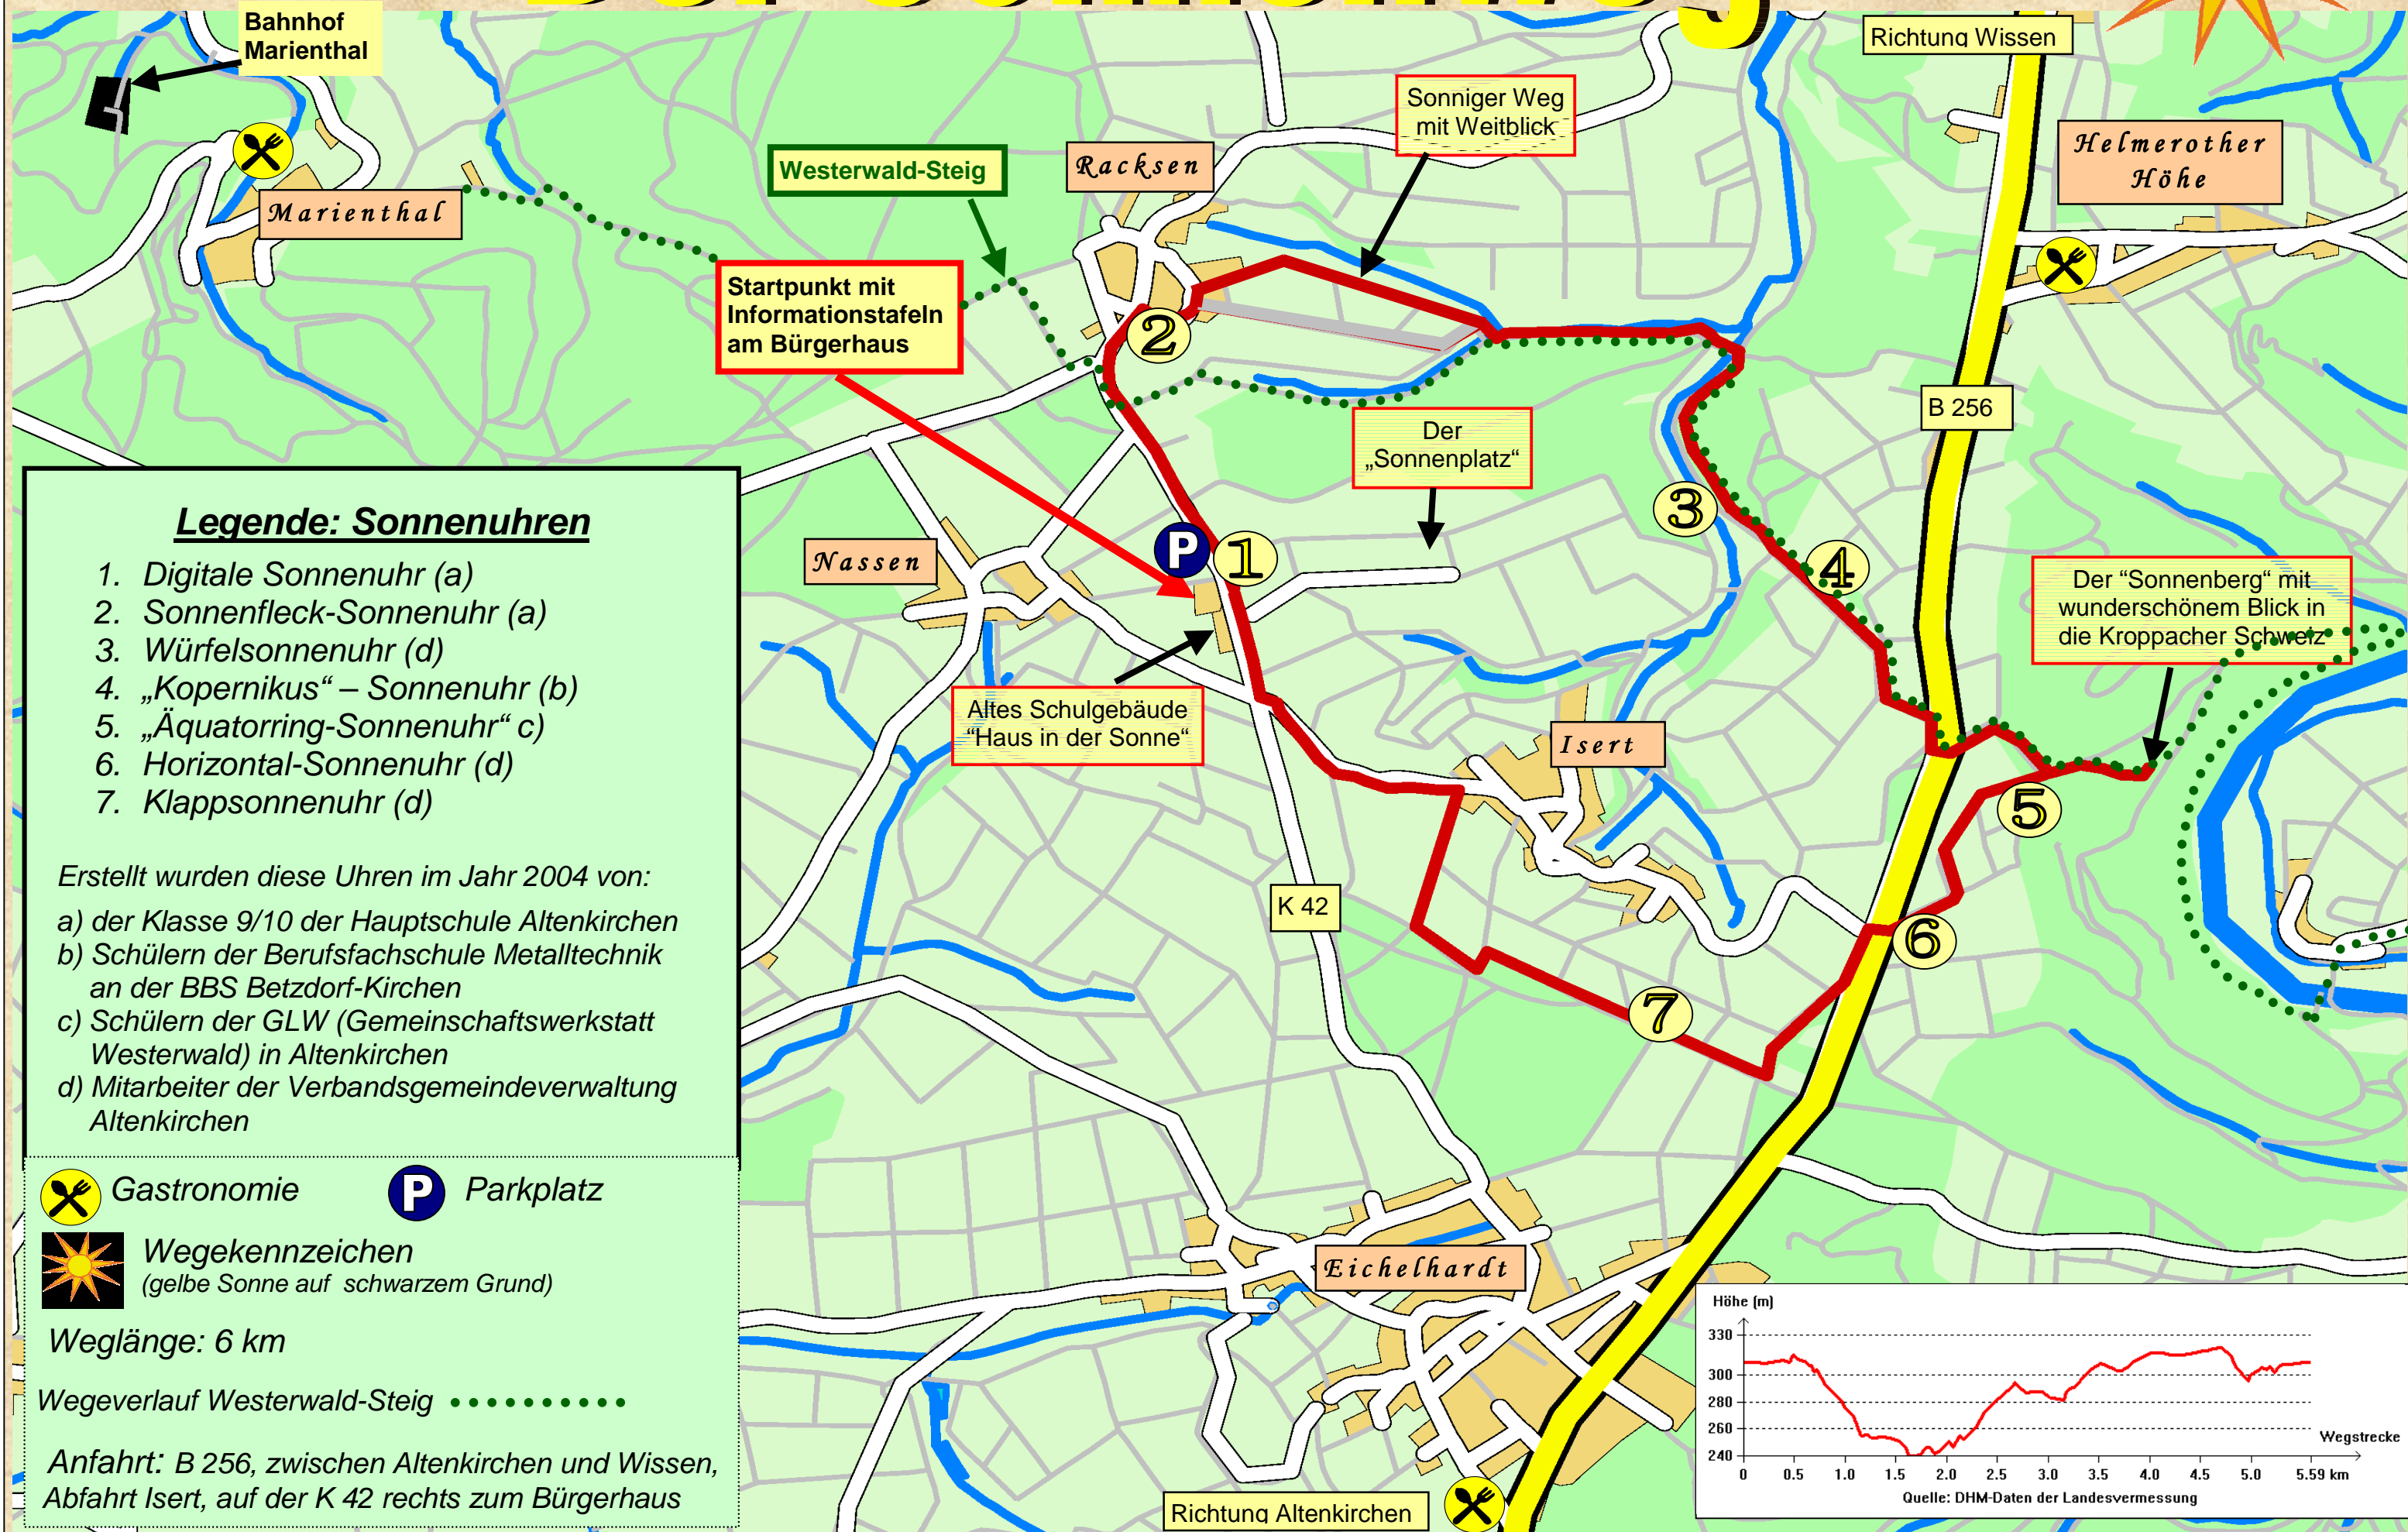 Der Sonnenweg
Bahnhof
Marienthal
Richtung Wissen
Sonniger Weg
mit Weitblick
Helmerother
Höhe
Racksen
Westerwald-Steig
Marienthal
Startpunkt mit
Informationstafeln
am Bürgerhaus
2
B 256
Der
„Sonnenplatz“
3
Legende: Sonnenuhren
1. Digitale Sonnenuhr (a)
2. Sonnenfleck-Sonnenuhr (a)
3. Würfelsonnenuhr (d)
4. „Kopernikus“ – Sonnenuhr (b)
5. „Äquatorring-Sonnenuhr“ c)
6. Horizontal-Sonnenuhr (d)
7. Klappsonnenuhr (d)
Erstellt wurden diese Uhren im Jahr 2004 von:
a) der Klasse 9/10 der Hauptschule Altenkirchen
b) Schülern der Berufsfachschule Metalltechnik
an der BBS Betzdorf-Kirchen
c) Schülern der GLW (Gemeinschaftswerkstatt
Westerwald) in Altenkirchen
d) Mitarbeiter der Verbandsgemeindeverwaltung
Altenkirchen
Nassen
P
1
4
Der “Sonnenberg“ mit
wunderschönem Blick in
die Kroppacher Schweiz
Altes Schulgebäude
“Haus in der Sonne“
Isert
5
K 42
6
7
Gastronomie
P Parkplatz
Wegekennzeichen
(gelbe Sonne auf schwarzem Grund)
Weglänge: 6 km
Wegeverlauf Westerwald-Steig
Anfahrt: B 256, zwischen Altenkirchen und Wissen,
Abfahrt Isert, auf der K 42 rechts zum Bürgerhaus
Eichelhardt
Richtung Altenkirchen
Höhe (m)
330
300
280
260
240
Wegstrecke
0 0.5 1.0 1.5 2.0 2.5 3.0 3.5 4.0 4.5 5.0 5.59 km
Quelle: DHM-Daten der Landesvermessung